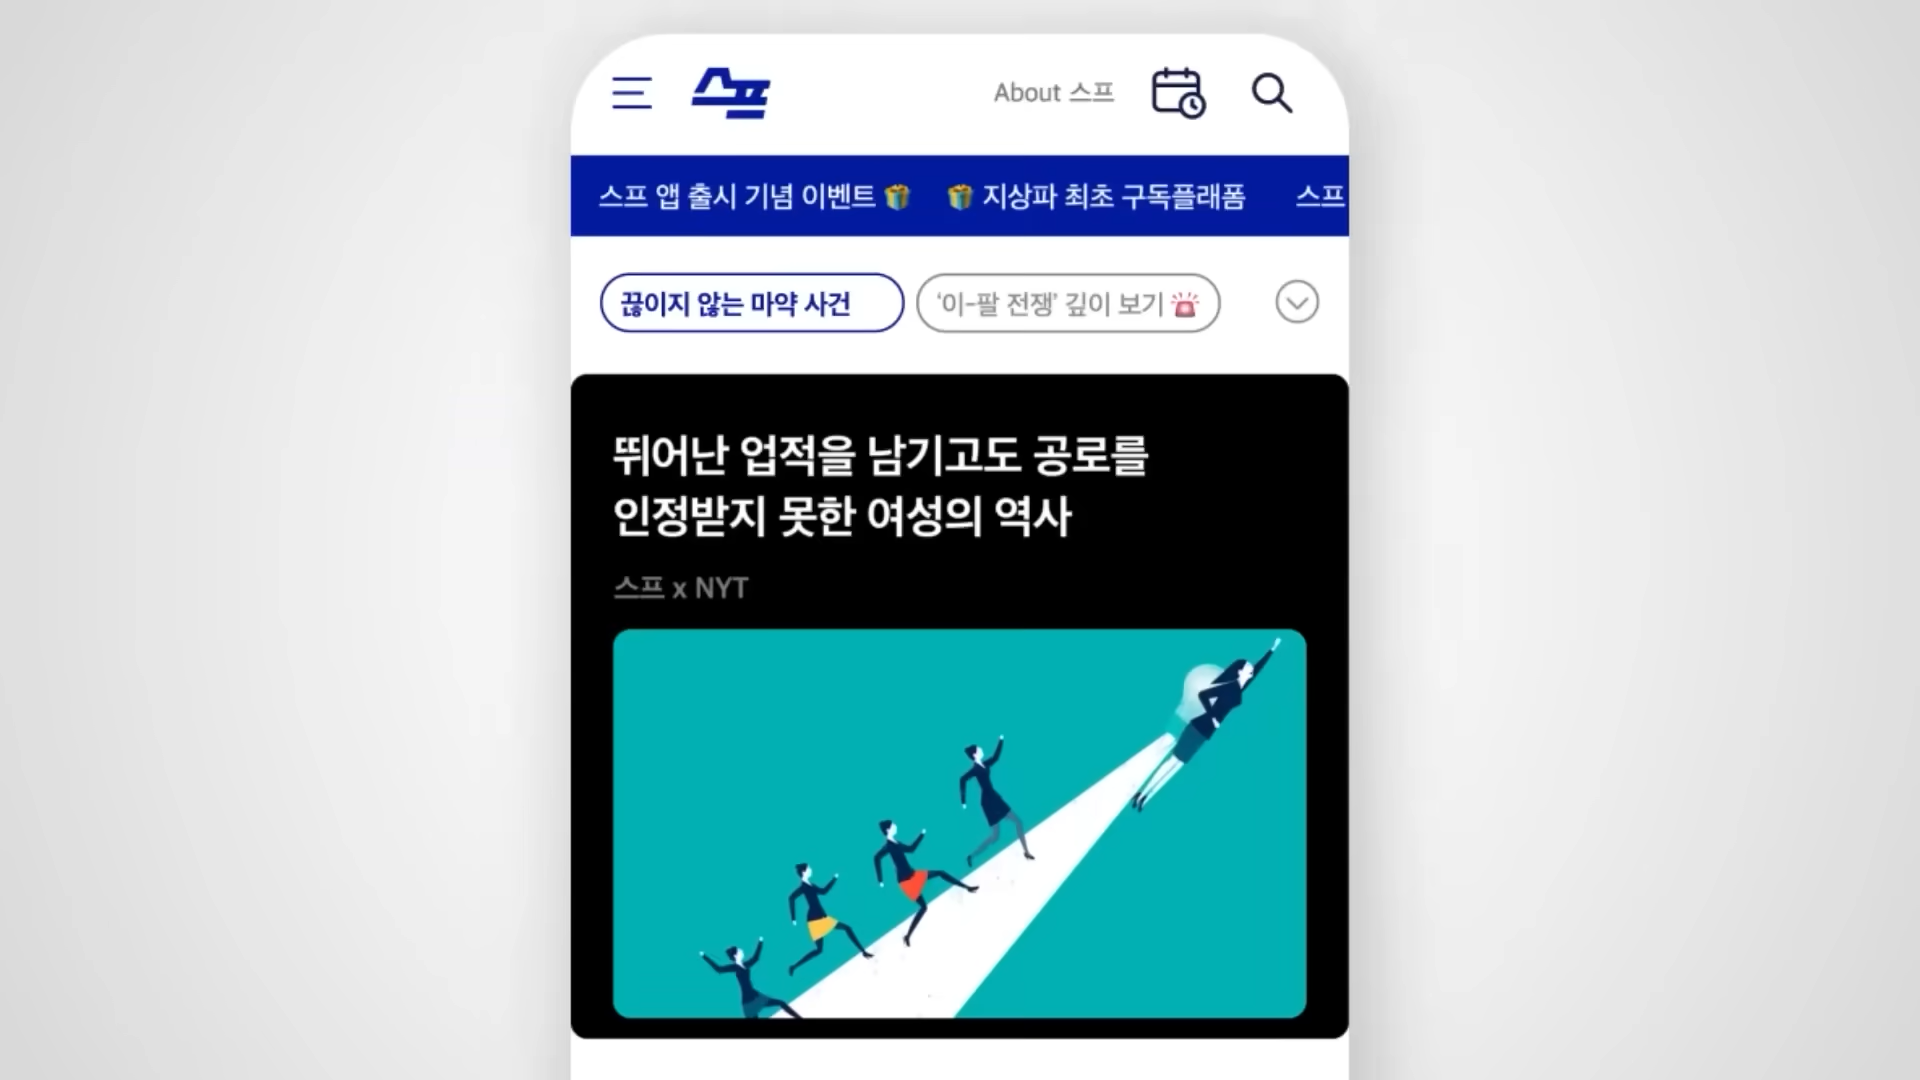 스프
About 스프
스프 앱 출시 기념 이벤트 🎁 🎁 지상파 최초 구독플래폼 스프
끊이지 않는 마약 사건
‘이-팔 전쟁’ 깊이 보기 🚨
뛰어난 업적을 남기고도 공로를
인정받지 못한 여성의 역사
스프 x NYT